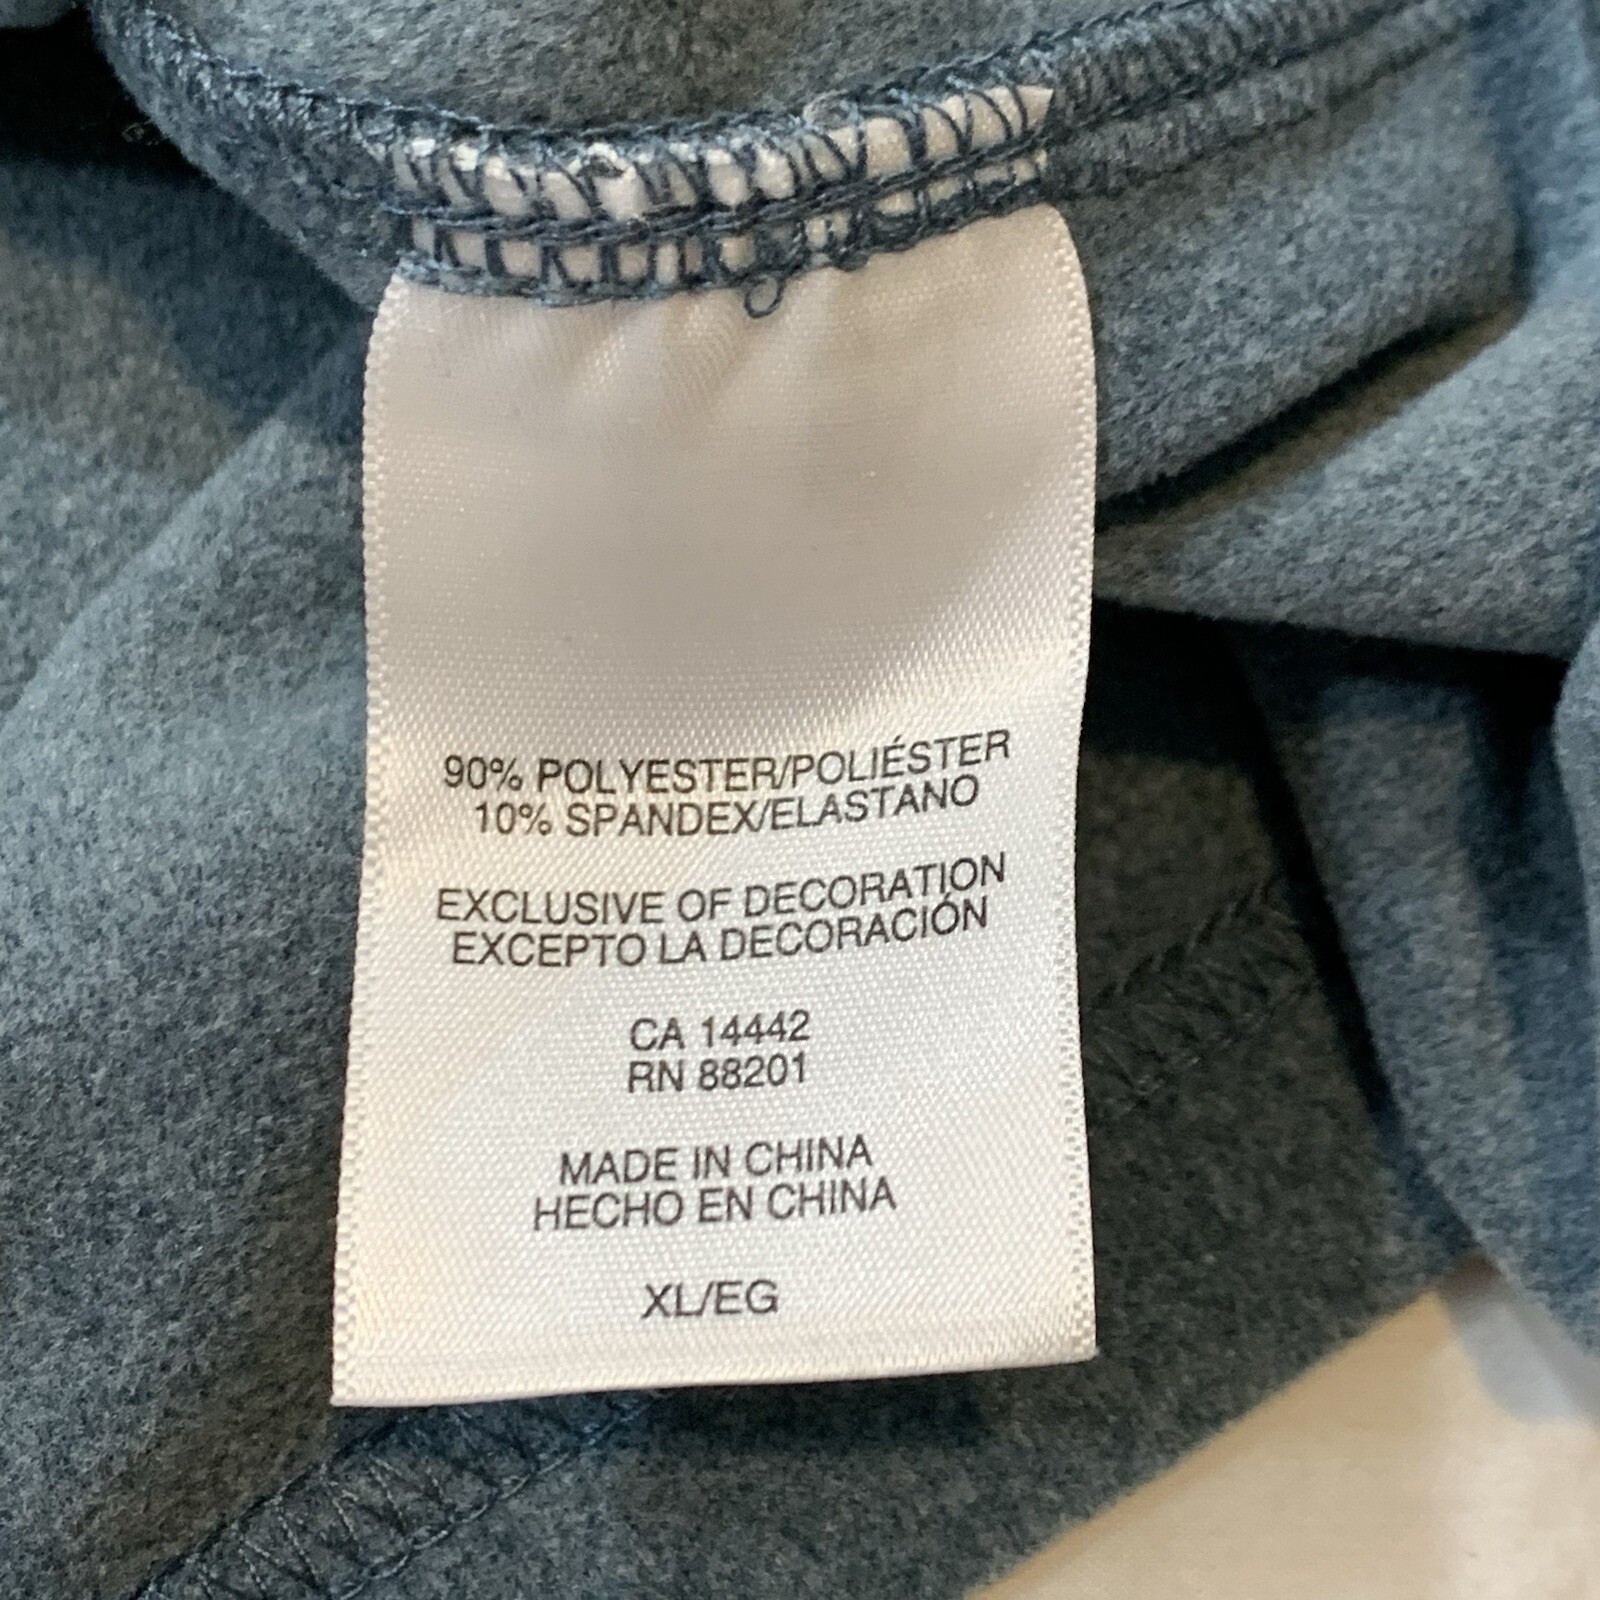 90% POLYESTER/POLIÉSTER
10% SPANDEX/ELASTANO
EXCLUSIVE OF DECORATION
EXCEPTO LA DECORACIÓN
CA 14442
RN 88201
MADE IN CHINA
HECHO EN CHINA
XL/EG